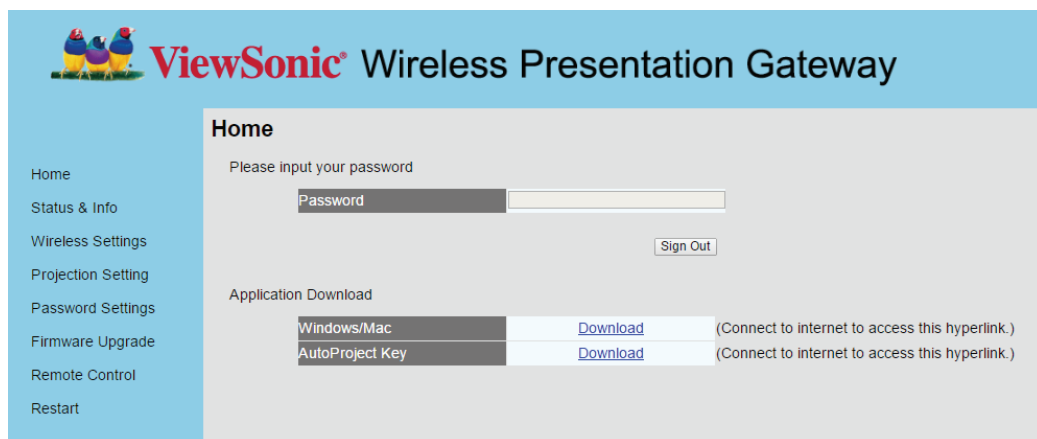 ViewSonic® Wireless Presentation Gateway
Home
Status & Info
Wireless Settings
Projection Setting
Password Settings
Firmware Upgrade
Remote Control
Restart
Home
Please input your password
Password
Sign Out
Application Download
Windows/Mac Download (Connect to internet to access this hyperlink.)
AutoProject Key Download (Connect to internet to access this hyperlink.)